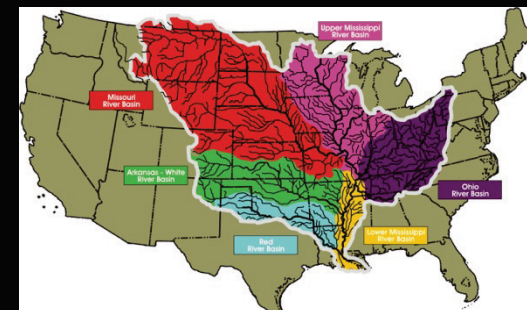 Upper Mississippi
River Basin
Missouri
River Basin
Arkansas - White
River Basin
Ohio
River Basin
Red
River Basin
Lower Mississippi
River Basin